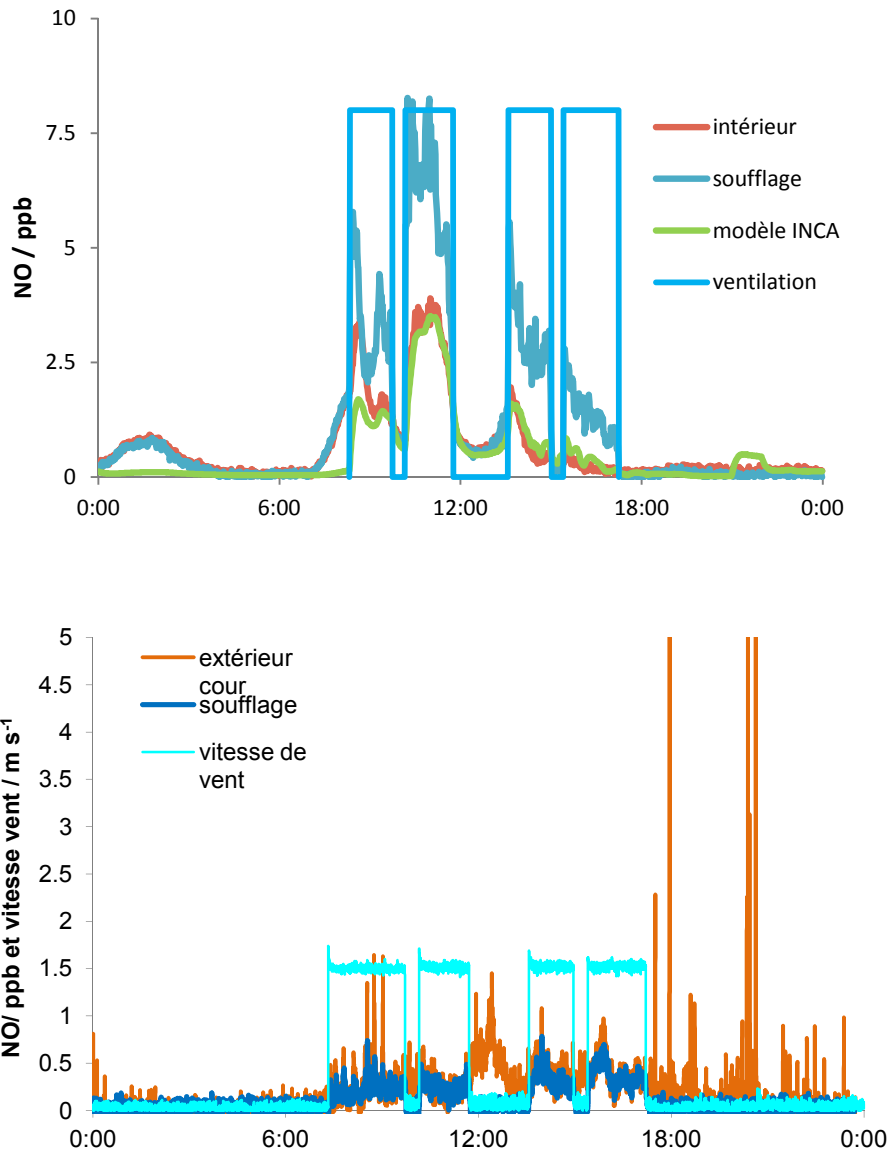 10
7.5
5
2.5
0
NO / ppb
intérieur
soufflage
modèle INCA
ventilation
0:00 6:00 12:00 18:00 0:00
5
4.5
4
3.5
3
2.5
2
1.5
1
0.5
0
NO/ ppb et vitesse vent / m s-1
extérieur
cour
soufflage
vitesse de
vent
0:00 6:00 12:00 18:00 0:00